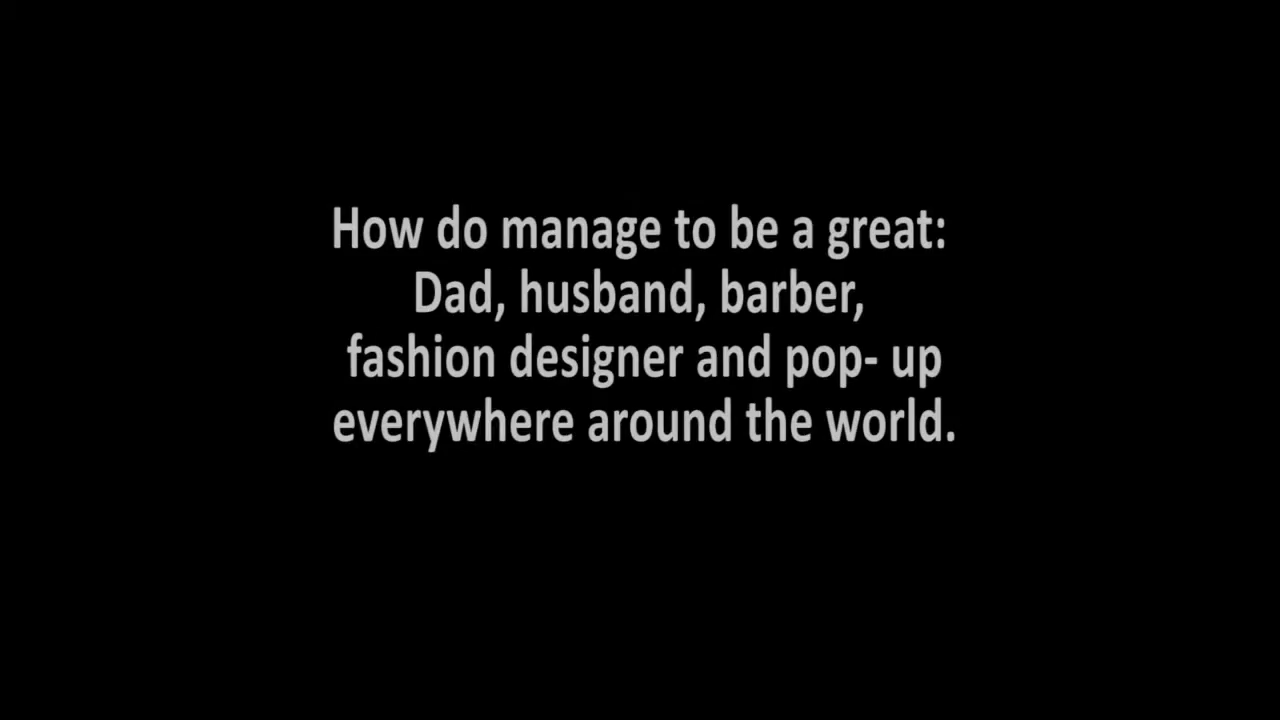 How do manage to be a great:
Dad, husband, barber,
fashion designer and pop- up
everywhere around the world.